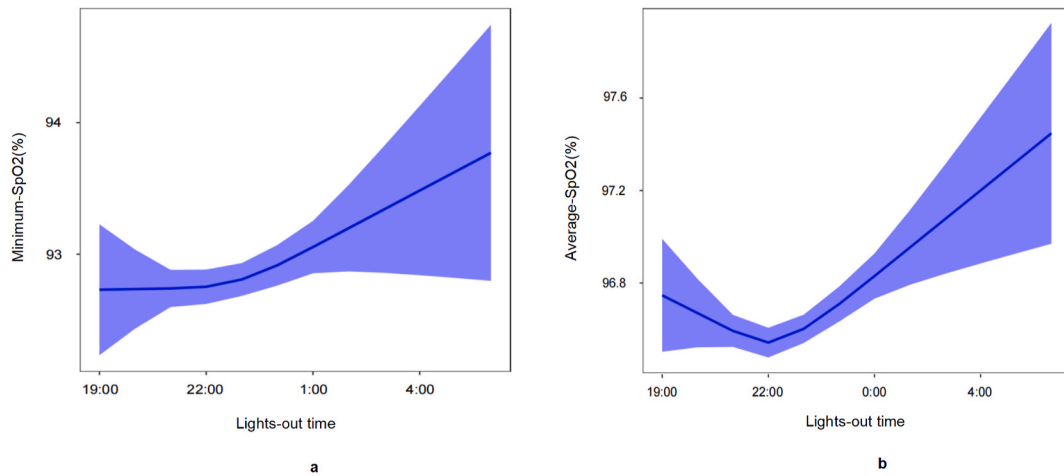 94
93
Minimum-SpO2(%)
19:00
22:00
1:00
4:00
Lights-out time
a
97.6
97.2
96.8
Average-SpO2(%)
19:00
22:00
0:00
4:00
Lights-out time
b